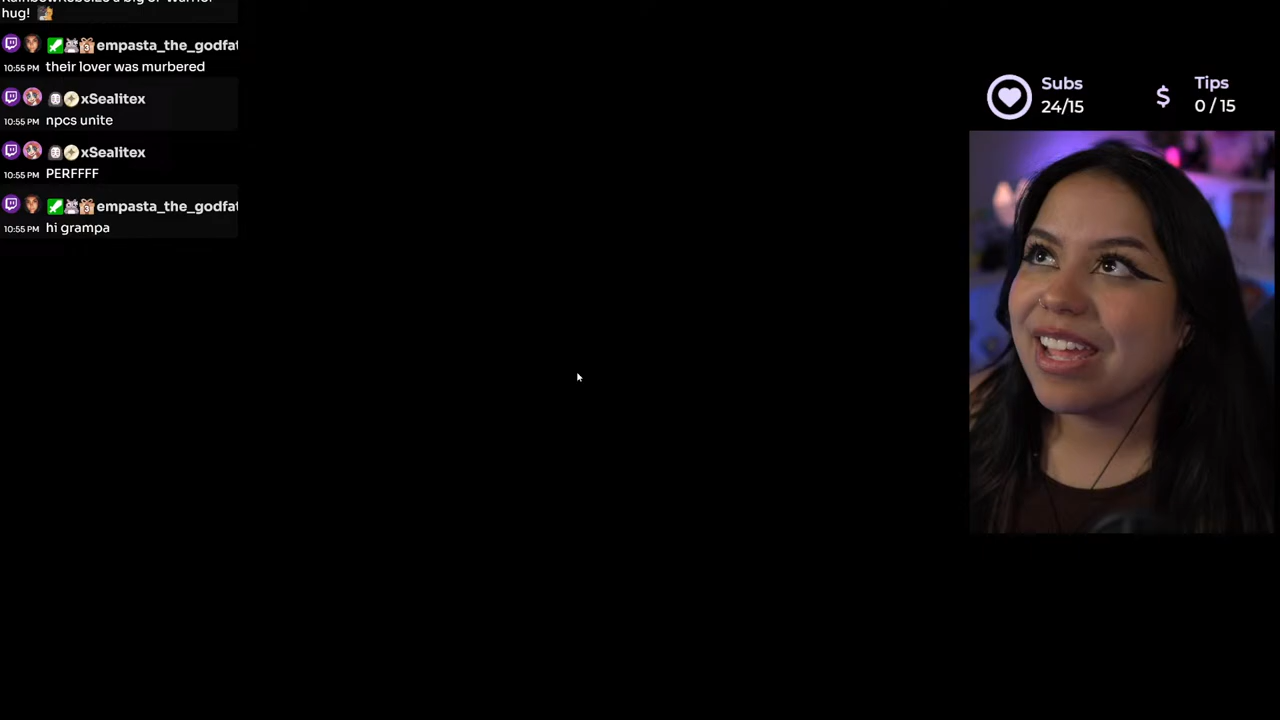 hug!
empasta_the_godfat
10:55 PM their lover was murbered
xSealitex
10:55 PM npcs unite
xSealitex
10:55 PM PERFFFF
empasta_the_godfat
10:55 PM hi grampa
Subs
24/15
$
Tips
0 / 15